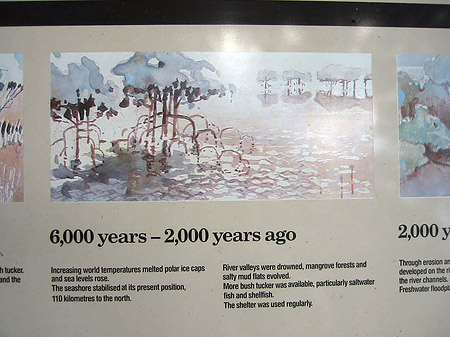 6,000 years – 2,000 years ago
2,000 y
h tucker.
and the
Increasing world temperatures melted polar ice caps
and sea levels rose.
The seashore stabilised at its present position,
110 kilometres to the north.
River valleys were drowned, mangrove forests and
salty mud flats evolved.
More bush tucker was available, particularly saltwater
fish and shellfish.
The shelter was used regularly.
Through erosion an
developed on the ri
the river channels.
Freshwater floodpla